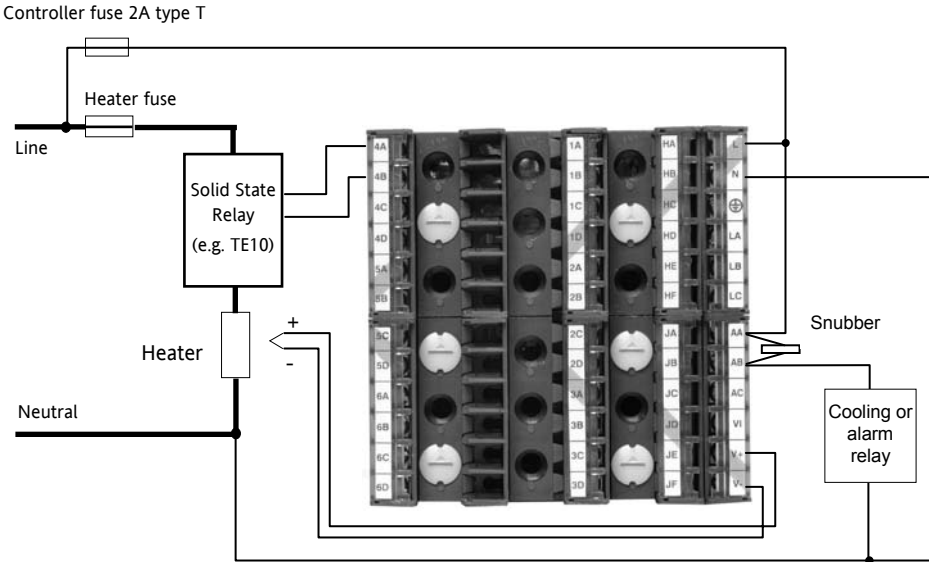 Controller fuse 2A type T
Heater fuse
Line
Solid State
Relay
(e.g. TE10)
Heater
+
-
Neutral
4A
4B
4C
4D
5A
5B
5C
5D
6A
6B
6C
6D
1A
1B
1C
1D
2A
2B
2C
2D
3A
3B
3C
3D
HA
HB
HC
HD
HE
HF
JA
JB
JC
JD
JE
JF
L
N
LA
LB
LC
AA
AB
AC
VI
V+
V-
Snubber
Cooling or
alarm
relay